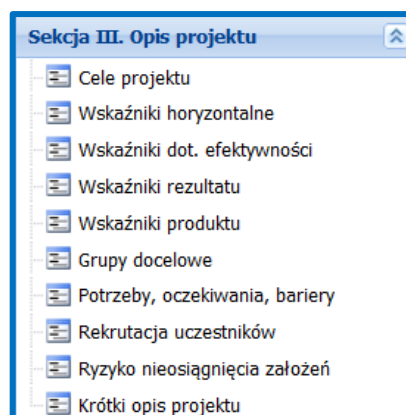 Sekcja III. Opis projektu
Cele projektu
Wskaźniki horyzontalne
Wskaźniki dot. efektywności
Wskaźniki rezultatu
Wskaźniki produktu
Grupy docelowe
Potrzeby, oczekiwania, bariery
Rekrutacja uczestników
Ryzyko nieosiągnięcia założeń
Krótki opis projektu